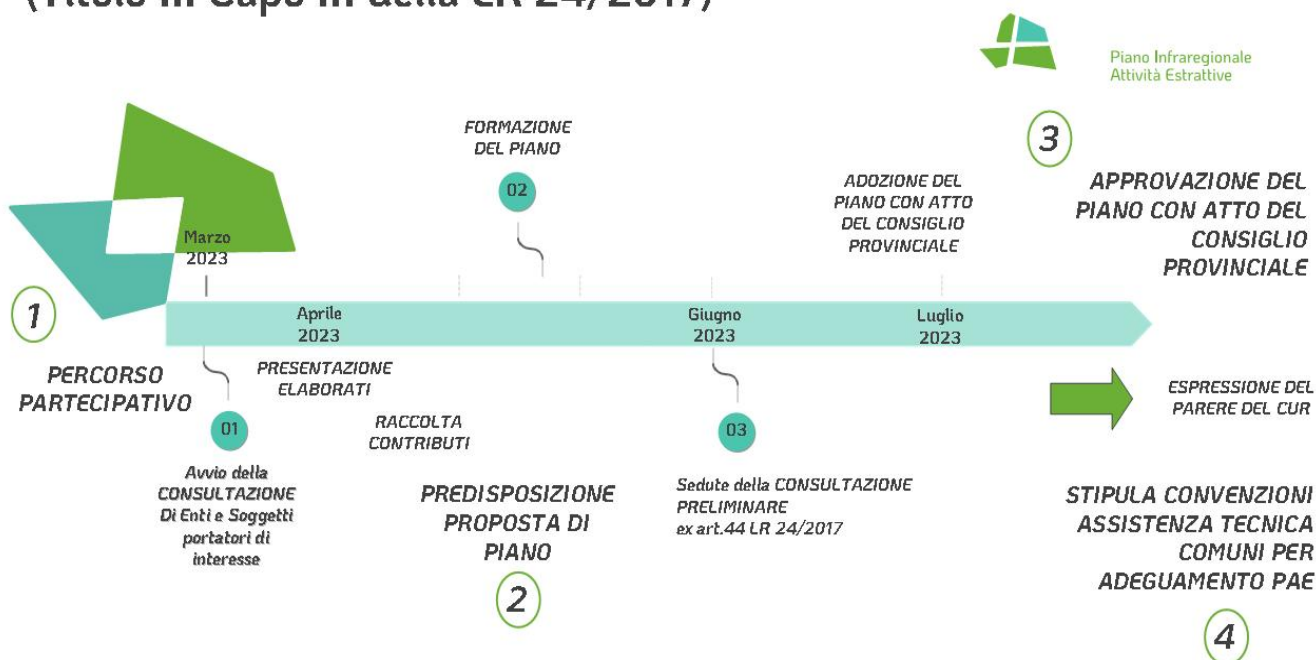 (Titolo III Capo III della LR 24/2017)
Piano Infraregionale
Attività Estrattive
3
APPROVAZIONE DEL
PIANO CON ATTO DEL
CONSIGLIO
PROVINCIALE
FORMAZIONE
DEL PIANO
02
ADOZIONE DEL
PIANO CON ATTO
DEL CONSIGLIO
PROVINCIALE
Marzo
2023
1
Aprile
2023
Giugno
2023
Luglio
2023
PERCORSO
PARTECIPATIVO
PRESENTAZIONE
ELABORATI
01
RACCOLTA
CONTRIBUTI
03
ESPRESSIONE DEL
PARERE DEL CUR
Avvio della
CONSULTAZIONE
Di Enti e Soggetti
portatori di
interesse
PREDISPOSIZIONE
PROPOSTA DI
PIANO
2
Sedute della CONSULTAZIONE
PRELIMINARE
ex art.44 LR 24/2017
STIPULA CONVENZIONI
ASSISTENZA TECNICA
COMUNI PER
ADEGUAMENTO PAE
4